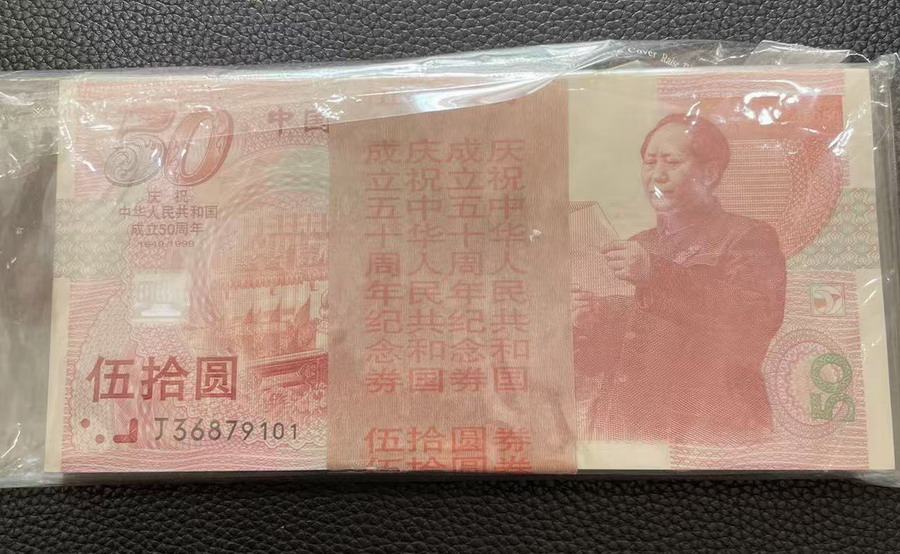 Cover
50
中国
庆 祝
中华人民共和国
成立50周年
1949-1999
伍拾圆
J36879101
庆祝中华人民共和国
成立五十周年纪念券
庆祝中华人民共和国
成立五十周年纪念券
伍拾圆券
伍拾圆券
50